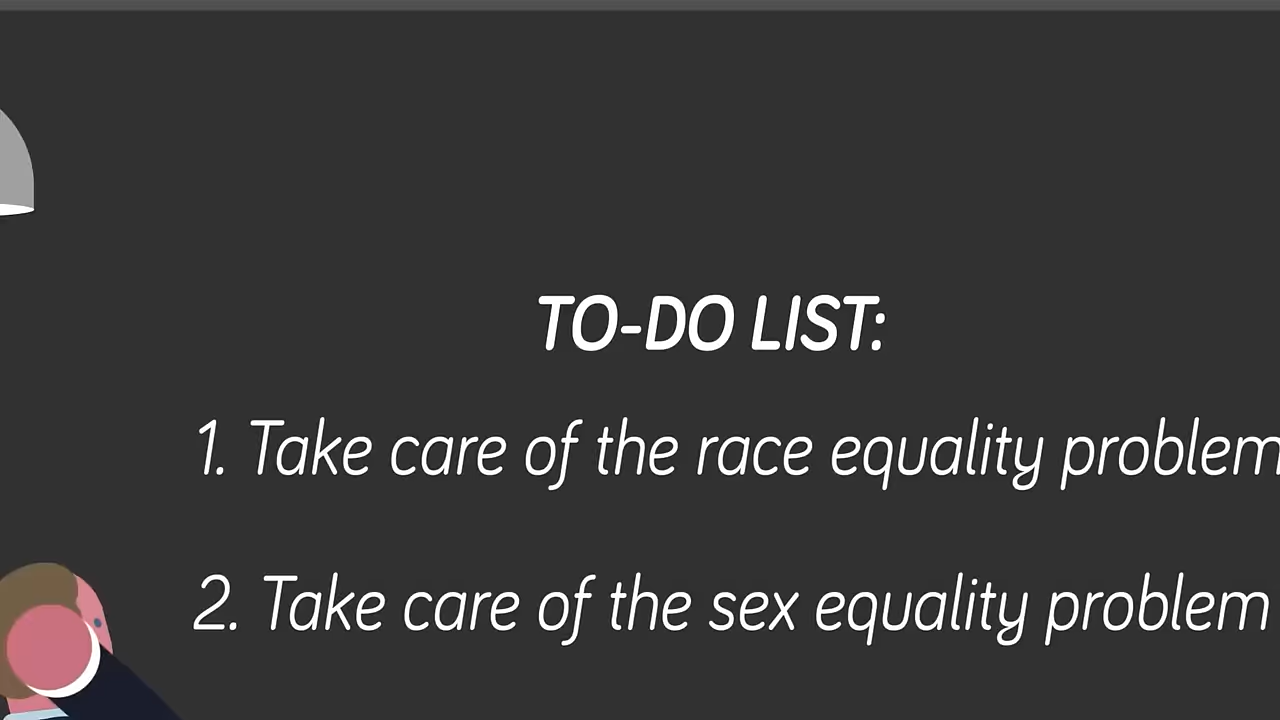 TO-DO LIST:
1. Take care of the race equality problem
2. Take care of the sex equality problem